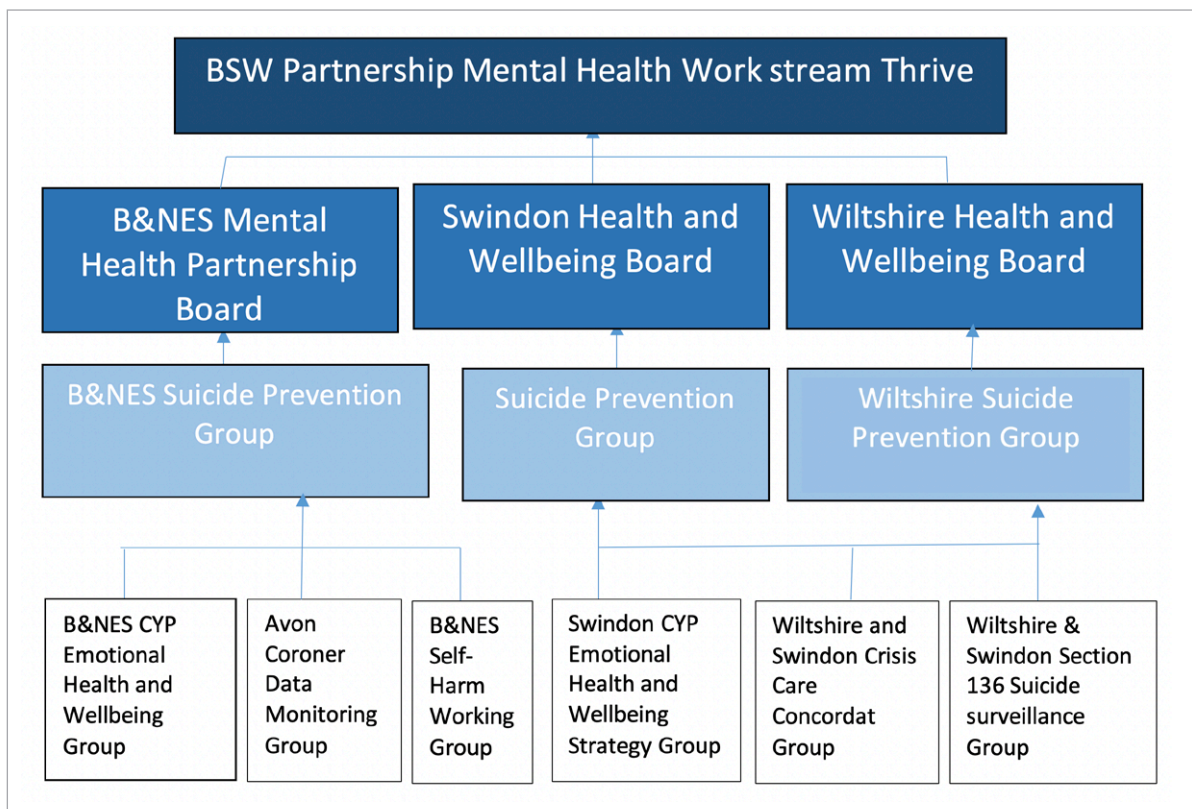 BSW Partnership Mental Health Work stream Thrive
B&NES Mental
Health Partnership
Board
Swindon Health and
Wellbeing Board
Wiltshire Health and
Wellbeing Board
B&NES Suicide Prevention
Group
Suicide Prevention
Group
Wiltshire Suicide
Prevention Group
B&NES CYP
Emotional
Health and
Wellbeing
Group
Avon
Coroner
Data
Monitoring
Group
B&NES
Self-
Harm
Working
Group
Swindon CYP
Emotional
Health and
Wellbeing
Strategy Group
Wiltshire and
Swindon Crisis
Care
Concordat
Group
Wiltshire &
Swindon Section
136 Suicide
surveillance
Group